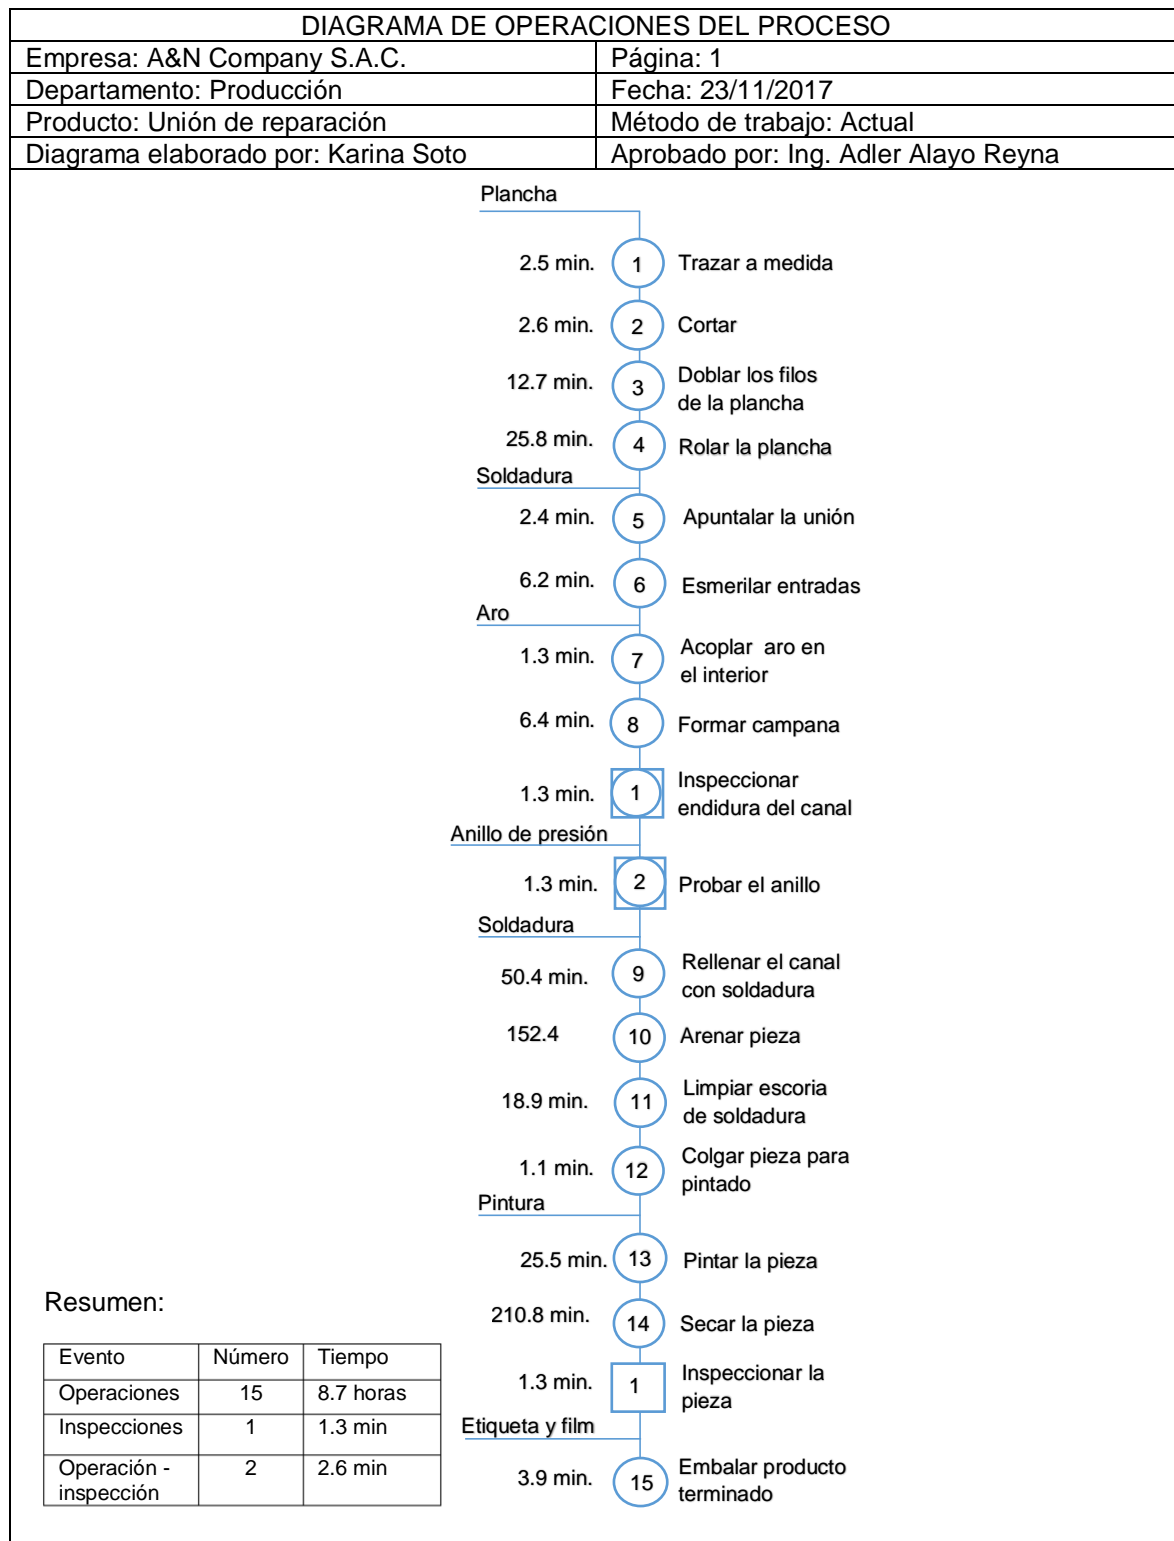 DIAGRAMA DE OPERACIONES DEL PROCESO
Empresa: A&N Company S.A.C.
Página: 1
Departamento: Producción
Fecha: 23/11/2017
Producto: Unión de reparación
Método de trabajo: Actual
Diagrama elaborado por: Karina Soto
Aprobado por: Ing. Adler Alayo Reyna
Plancha
2.5 min.
1
Trazar a medida
2.6 min.
2
Cortar
12.7 min.
3
Doblar los filos
de la plancha
25.8 min.
4
Rolar la plancha
Soldadura
2.4 min.
5
Apuntalar la unión
6.2 min.
6
Esmerilar entradas
Aro
1.3 min.
7
Acoplar aro en
el interior
6.4 min.
8
Formar campana
1.3 min.
1
Inspeccionar
endidura del canal
Anillo de presión
1.3 min.
2
Probar el anillo
Soldadura
50.4 min.
9
Rellenar el canal
con soldadura
152.4
10
Arenar pieza
18.9 min.
11
Limpiar escoria
de soldadura
1.1 min.
12
Colgar pieza para
pintado
Pintura
25.5 min.
13
Pintar la pieza
210.8 min.
14
Secar la pieza
1.3 min.
1
Inspeccionar la
pieza
Etiqueta y film
3.9 min.
15
Embalar producto
terminado
Resumen:
Evento Número Tiempo
Operaciones 15 8.7 horas
Inspecciones 1 1.3 min
Operación - 2 2.6 min
inspección